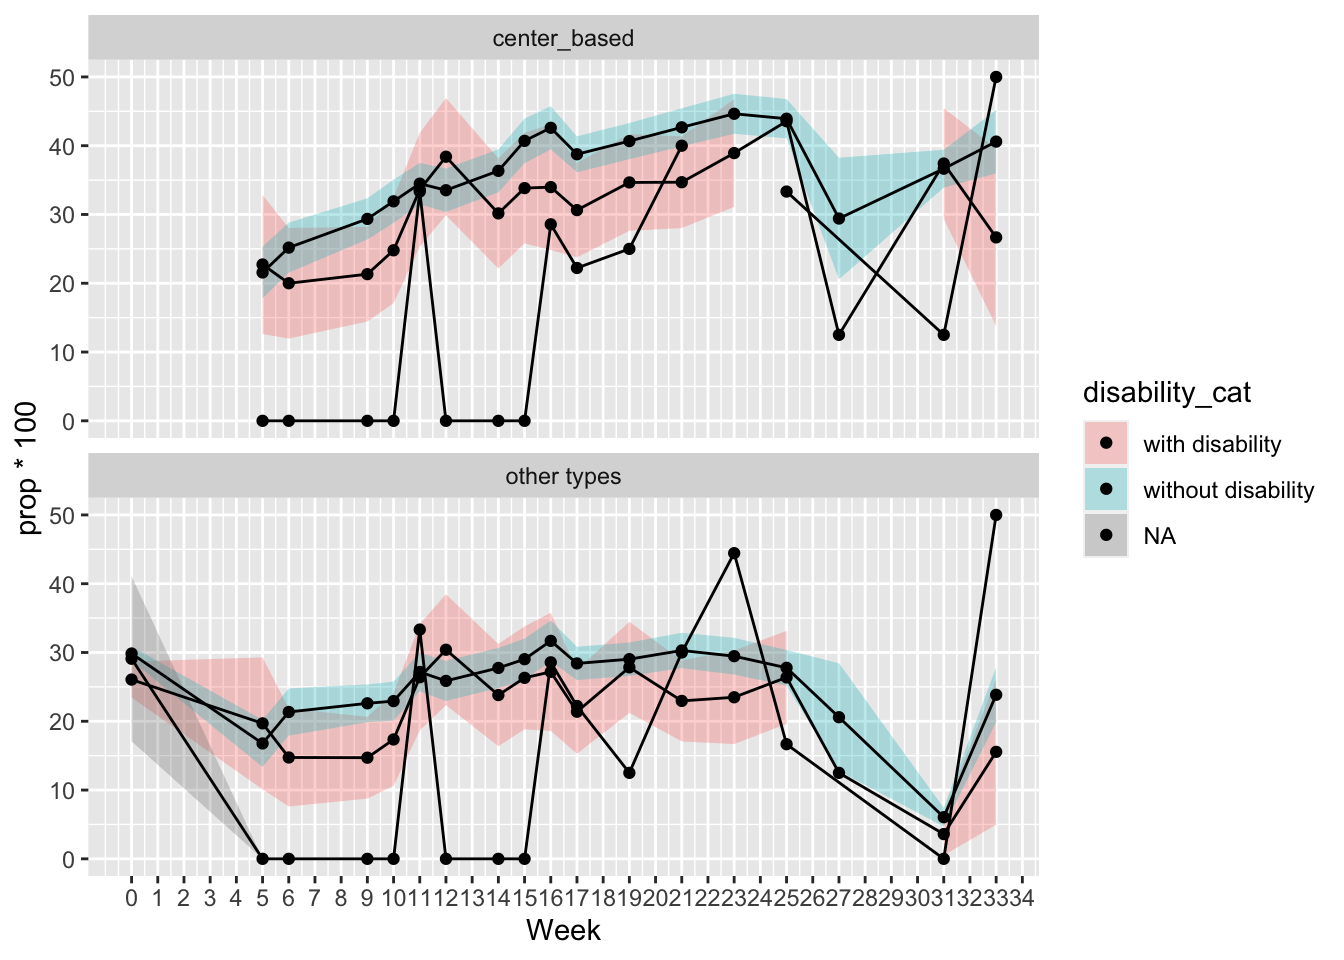 center_based
50
40
30
20
10
0
other types
50
40
30
20
10
0
0 1 2 3 4 5 6 7 8 9 10 11 12 13 14 15 16 17 18 19 20 21 22 23 24 25 26 27 28 29 30 31 32 33 34
Week
prop * 100
disability_cat
with disability
without disability
NA